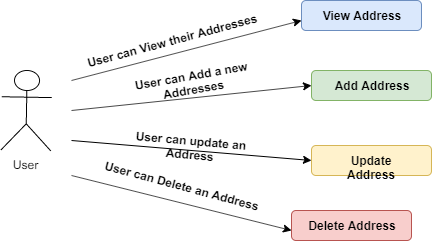 View Address
User can View their Addresses
User can Add a new
Addresses
Add Address
User
User can update an
Address
Update
Address
User can Delete an Address
Delete Address